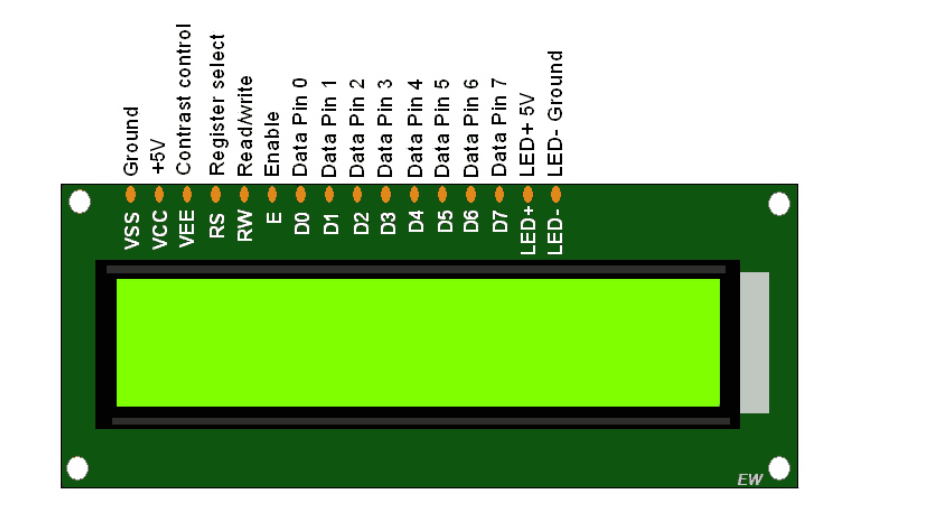 Ground
+5V
Contrast control
Register select
Read/write
Enable
Data Pin 0
Data Pin 1
Data Pin 2
Data Pin 3
Data Pin 4
Data Pin 5
Data Pin 6
Data Pin 7
LED+ 5V
LED- Ground
VSS
VCC
VEE
RS
RW
E
D0
D1
D2
D3
D4
D5
D6
D7
LED+
LED-
EW